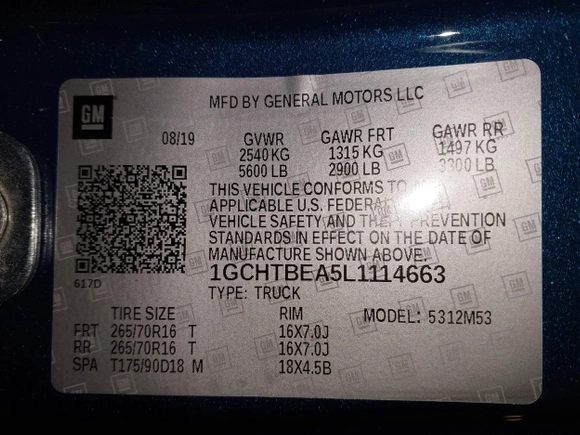 GM
MFD BY GENERAL MOTORS LLC
08/19 GVWR GAWR FRT GAWR RR
2540 KG 1315 KG 1497 KG
5600 LB 2900 LB 3300 LB
THIS VEHICLE CONFORMS TO
APPLICABLE U.S. FEDERAL
VEHICLE SAFETY AND THEFT PREVENTION
STANDARDS IN EFFECT ON THE DATE OF
MANUFACTURE SHOWN ABOVE.
617D
1GCHTBEA5L1114663
TYPE: TRUCK
TIRE SIZE RIM MODEL: 5312M53
FRT 265/70R16 T 16X7.0J
RR 265/70R16 T 16X7.0J
SPA T175/90D18 M 18X4.5B